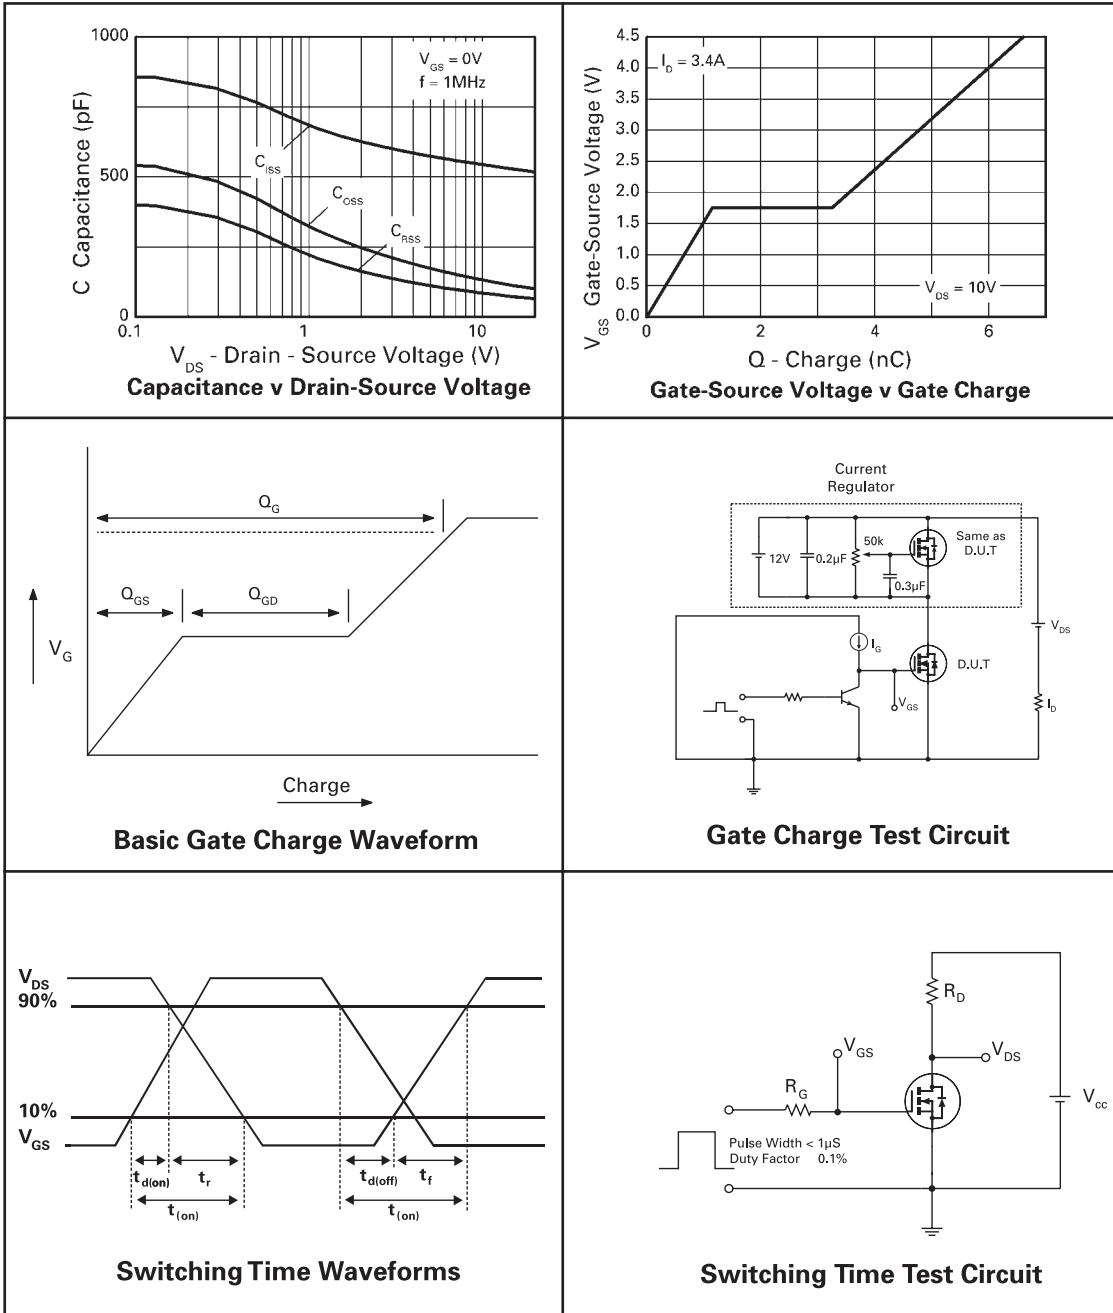 1000
500
0
0.1
1
10
C Capacitance (pF)
V_GS = 0V
f = 1MHz
C_ISS
C_OSS
C_RSS
V_DS - Drain - Source Voltage (V)
Capacitance v Drain-Source Voltage
4.5
4.0
3.5
3.0
2.5
2.0
1.5
1.0
0.5
0.0
0
2
4
6
V_GS Gate-Source Voltage (V)
I_D = 3.4A
V_DS = 10V
Q - Charge (nC)
Gate-Source Voltage v Gate Charge
Q_G
Q_GS
Q_GD
V_G
Charge
Basic Gate Charge Waveform
Current
Regulator
12V
0.2µF
50k
0.3µF
Same as
D.U.T
I_G
V_GS
D.U.T
V_DS
I_D
Gate Charge Test Circuit
V_DS
90%
10%
V_GS
t_d(on)
t_r
t_d(off)
t_f
t_(on)
t_(on)
Switching Time Waveforms
R_D
V_GS
V_DS
R_G
V_cc
Pulse Width < 1µS
Duty Factor 0.1%
Switching Time Test Circuit